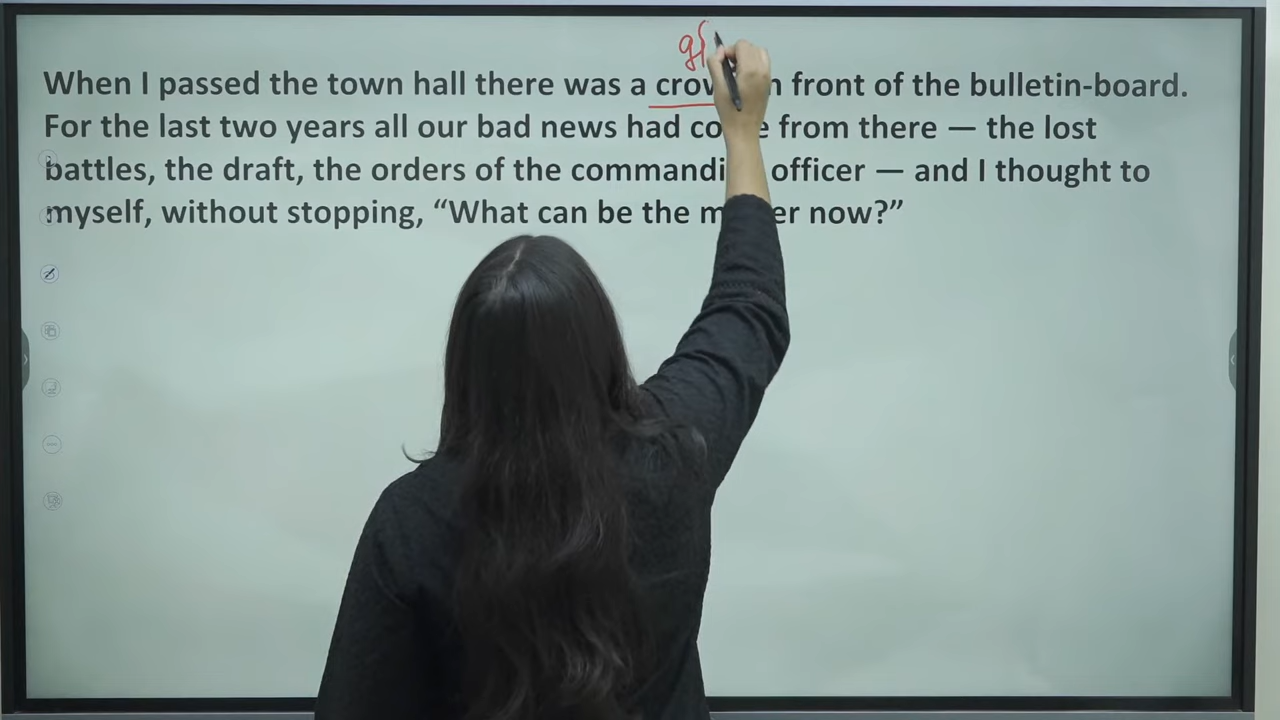 When I passed the town hall there was a front of the bulletin-board.
For the last two years all our bad news had from there — the lost
battles, the draft, the orders of the officer — and I thought to
myself, without stopping, “What can be the now?”